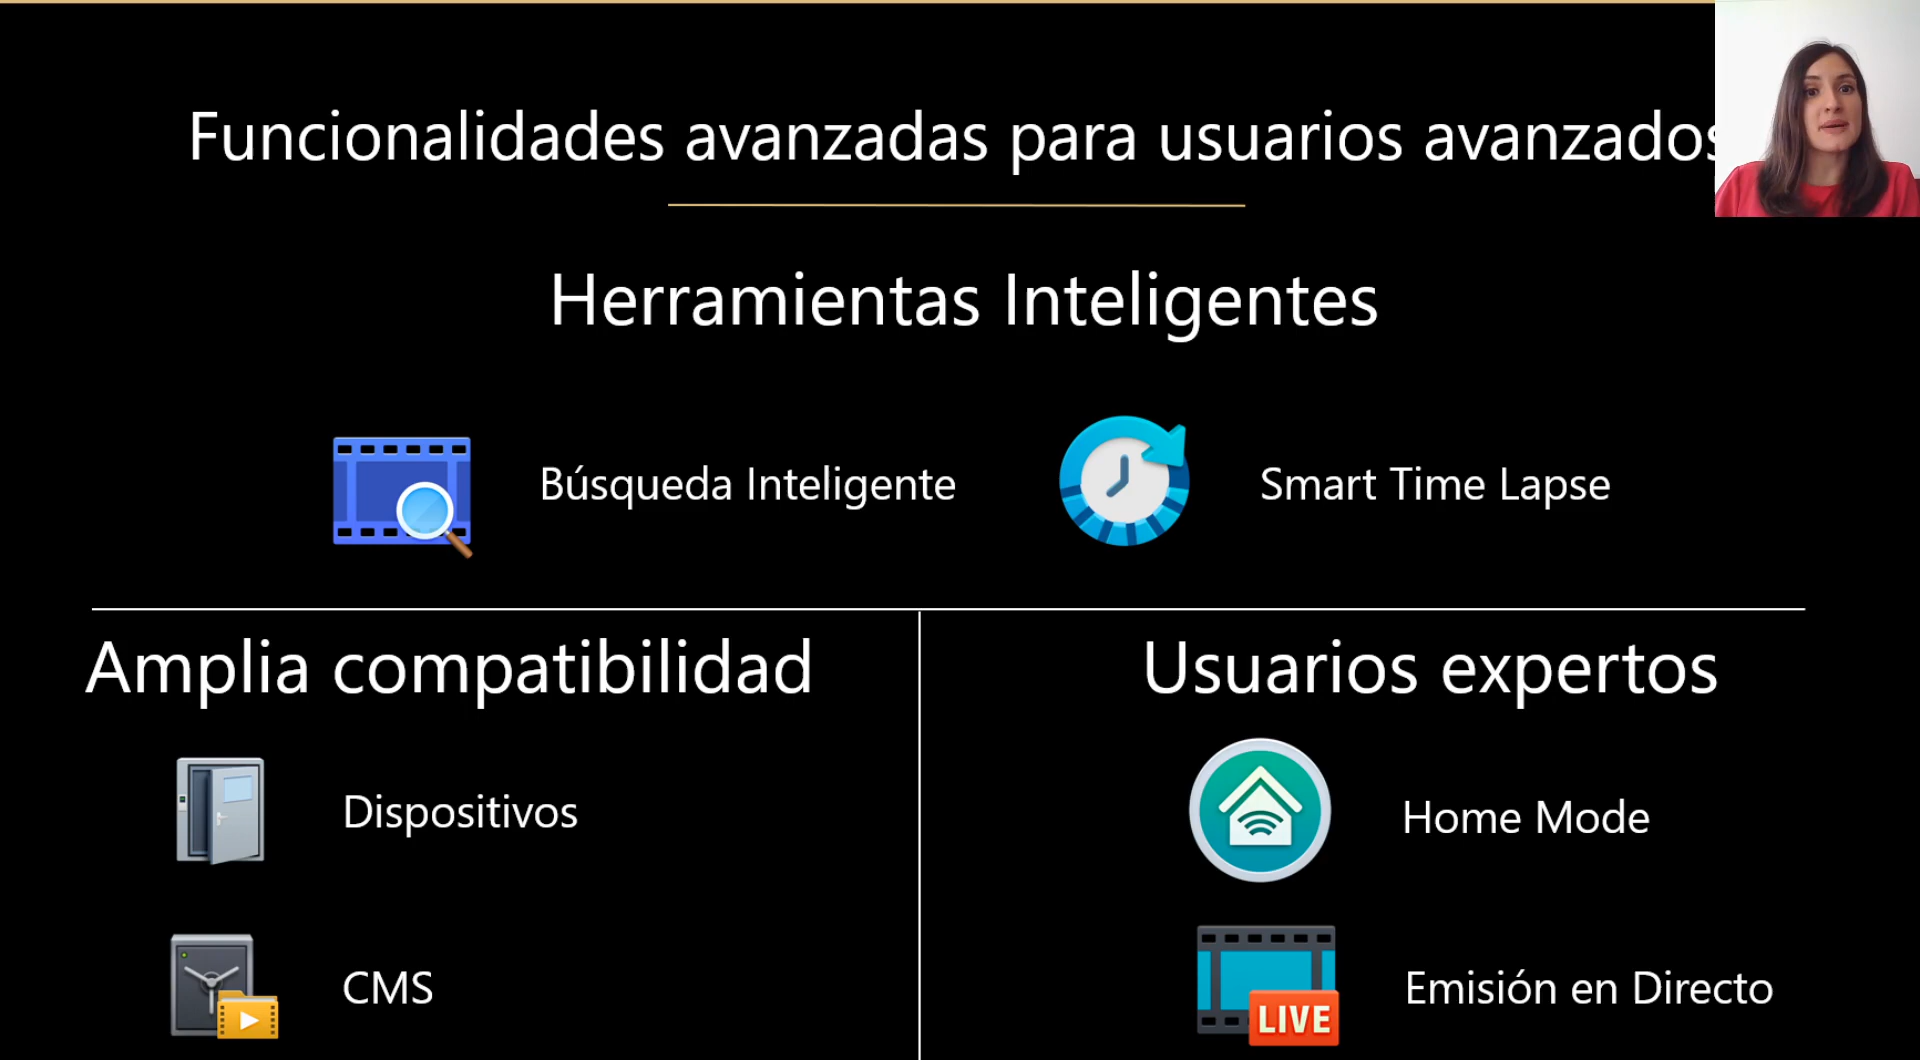 Funcionalidades avanzadas para usuarios avanzados
Herramientas Inteligentes
Búsqueda Inteligente
Smart Time Lapse
Amplia compatibilidad
Usuarios expertos
Dispositivos
Home Mode
CMS
Emisión en Directo
LIVE